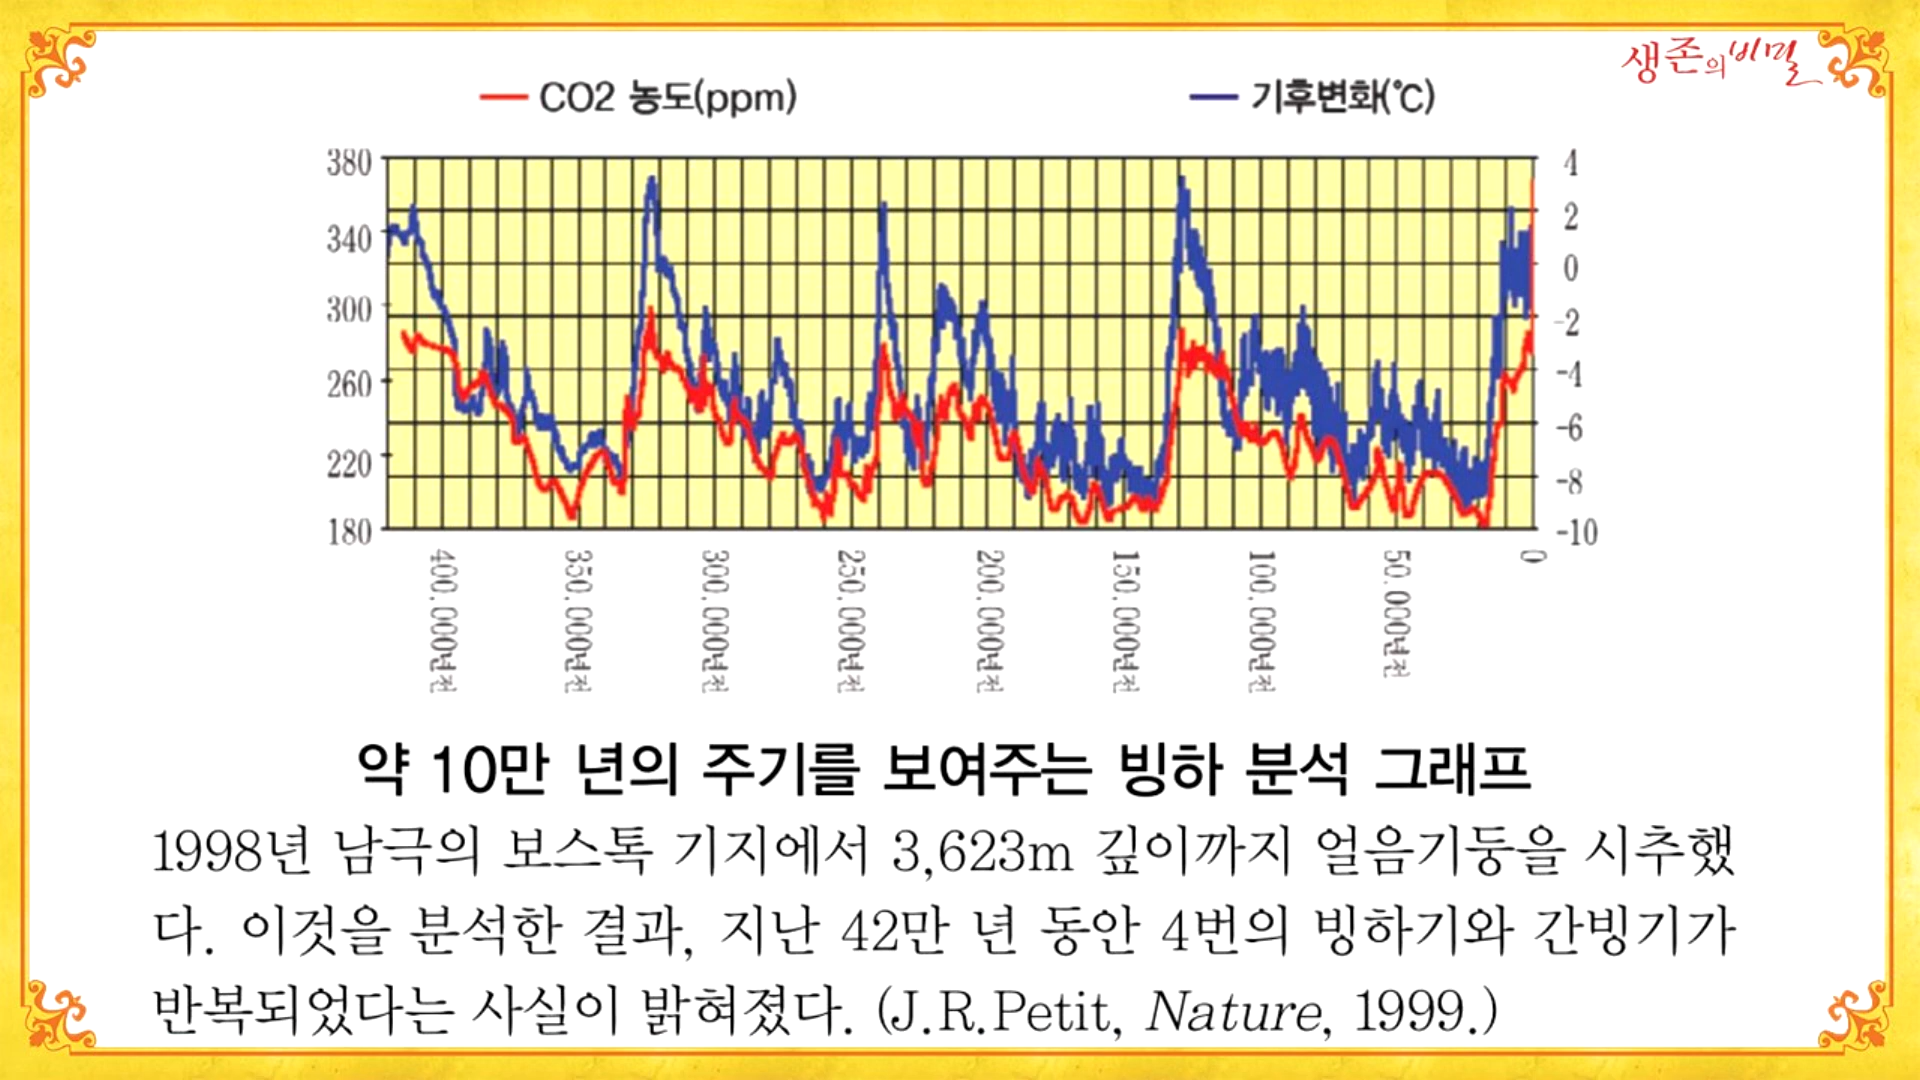 생존의 비밀
CO2 농도(ppm)
기후변화(℃)
380
340
300
260
220
180
4
2
0
-2
-4
-6
-8
-10
400.000년전
350.000년전
300.000년전
250.000년전
200.000년전
150.000년전
100.000년전
50.000년전
0
약 10만 년의 주기를 보여주는 빙하 분석 그래프
1998년 남극의 보스톡 기지에서 3,623m 깊이까지 얼음기둥을 시추했
다. 이것을 분석한 결과, 지난 42만 년 동안 4번의 빙하기와 간빙기가
반복되었다는 사실이 밝혀졌다. (J.R.Petit, Nature, 1999.)